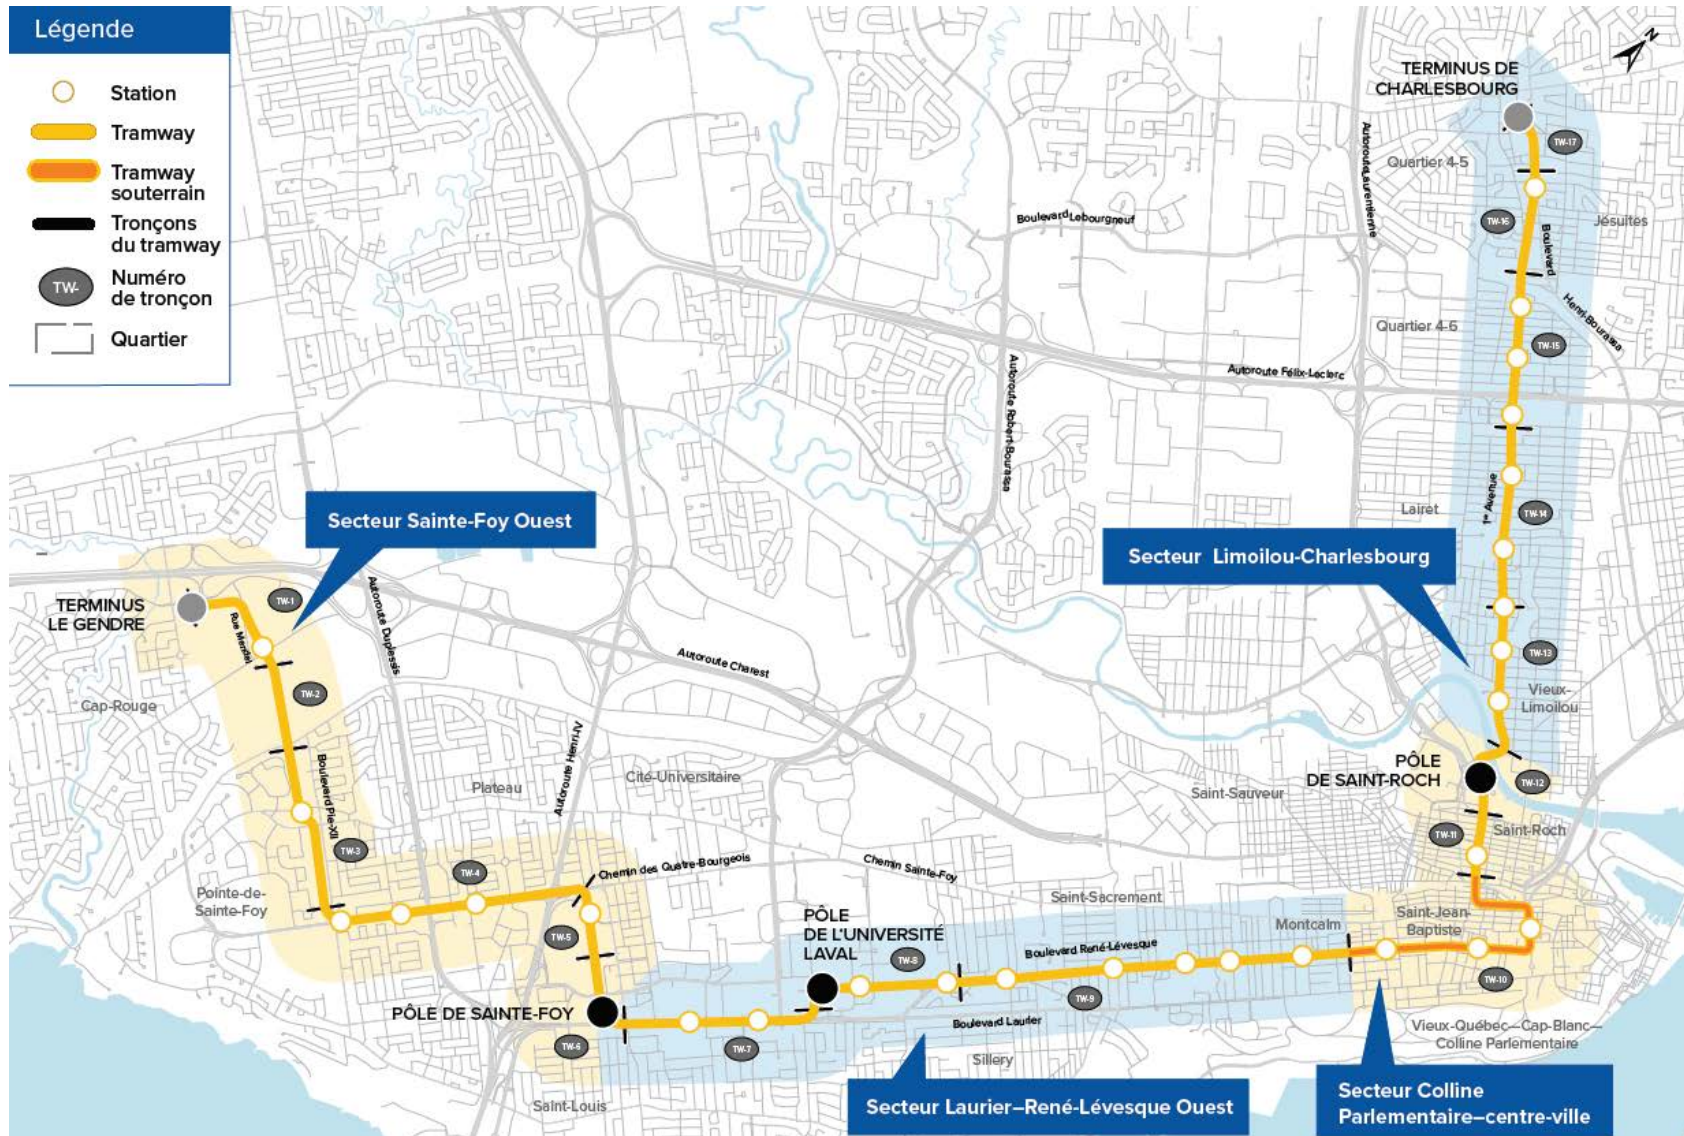 Légende
Station
Tramway
Tramway
souterrain
Tronçons
du tramway
TW-
Numéro
de tronçon
Quartier
N
TERMINUS DE
CHARLESBOURG
TW-17
Autoroute Laurentienne
Quartier 4-5
TW-16
Boulevard
Jésuites
Boulevard Lebourgneuf
Henri-Bourassa
Quartier 4-6
TW-15
Autoroute Félix-Leclerc
Autoroute Robert-Bourassa
1re Avenue
Lairet
TW-14
Secteur Sainte-Foy Ouest
Secteur Limoilou-Charlesbourg
TERMINUS
LE GENDRE
TW-1
Rue Mendel
Autoroute Duplessis
Autoroute Charest
TW-13
TW-2
Cap-Rouge
Vieux-
Limoilou
Autoroute Henri-IV
Boulevard Pie-XII
Plateau
Cité-Universitaire
Saint-Sauveur
PÔLE
DE SAINT-ROCH
TW-12
TW-3
TW-11
Saint-Roch
TW-4
Chemin des Quatre-Bourgeois
Chemin Sainte-Foy
Pointe-de-
Sainte-Foy
Saint-Sacrement
PÔLE
DE L'UNIVERSITÉ
LAVAL
Montcalm
Saint-Jean-
Baptiste
TW-5
TW-8
Boulevard René-Lévesque
TW-10
TW-9
PÔLE DE SAINTE-FOY
Boulevard Laurier
TW-6
TW-7
Sillery
Vieux-Québec—Cap-Blanc—
Colline Parlementaire
Saint-Louis
Secteur Laurier–René-Lévesque Ouest
Secteur Colline
Parlementaire–centre-ville